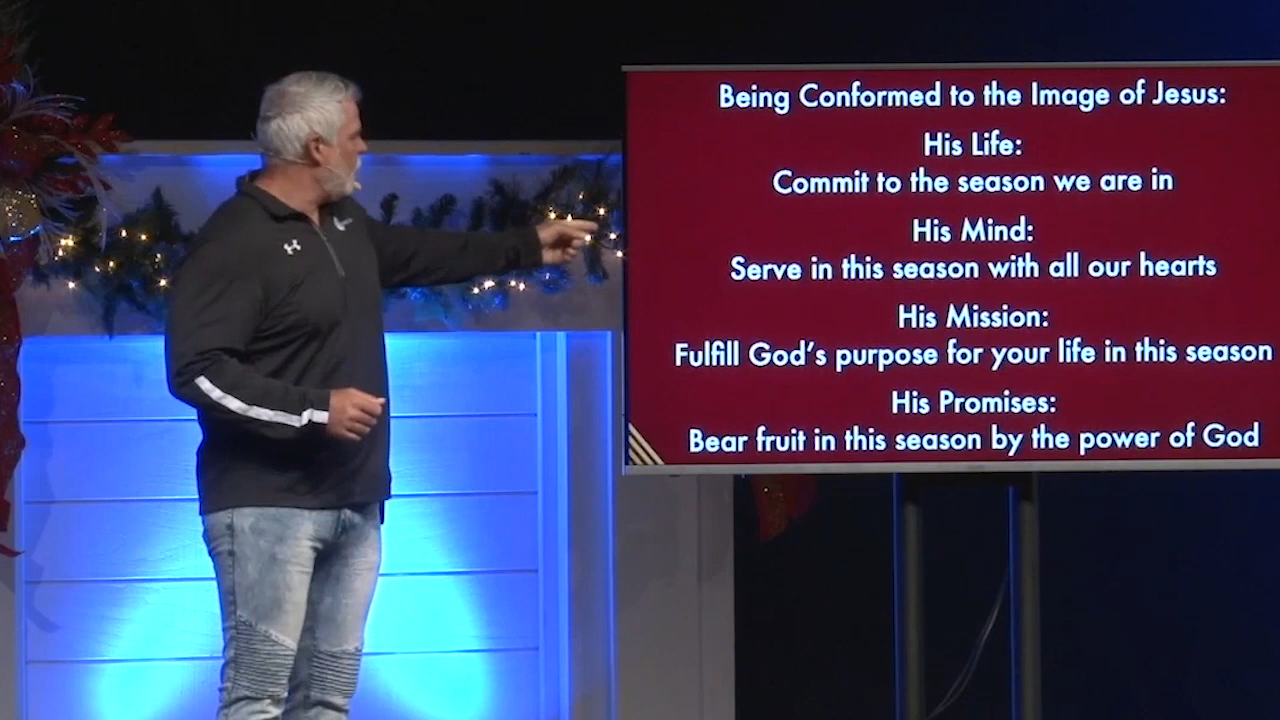 Being Conformed to the Image of Jesus:
His Life:
Commit to the season we are in
His Mind:
Serve in this season with all our hearts
His Mission:
Fulfill God's purpose for your life in this season
His Promises:
Bear fruit in this season by the power of God